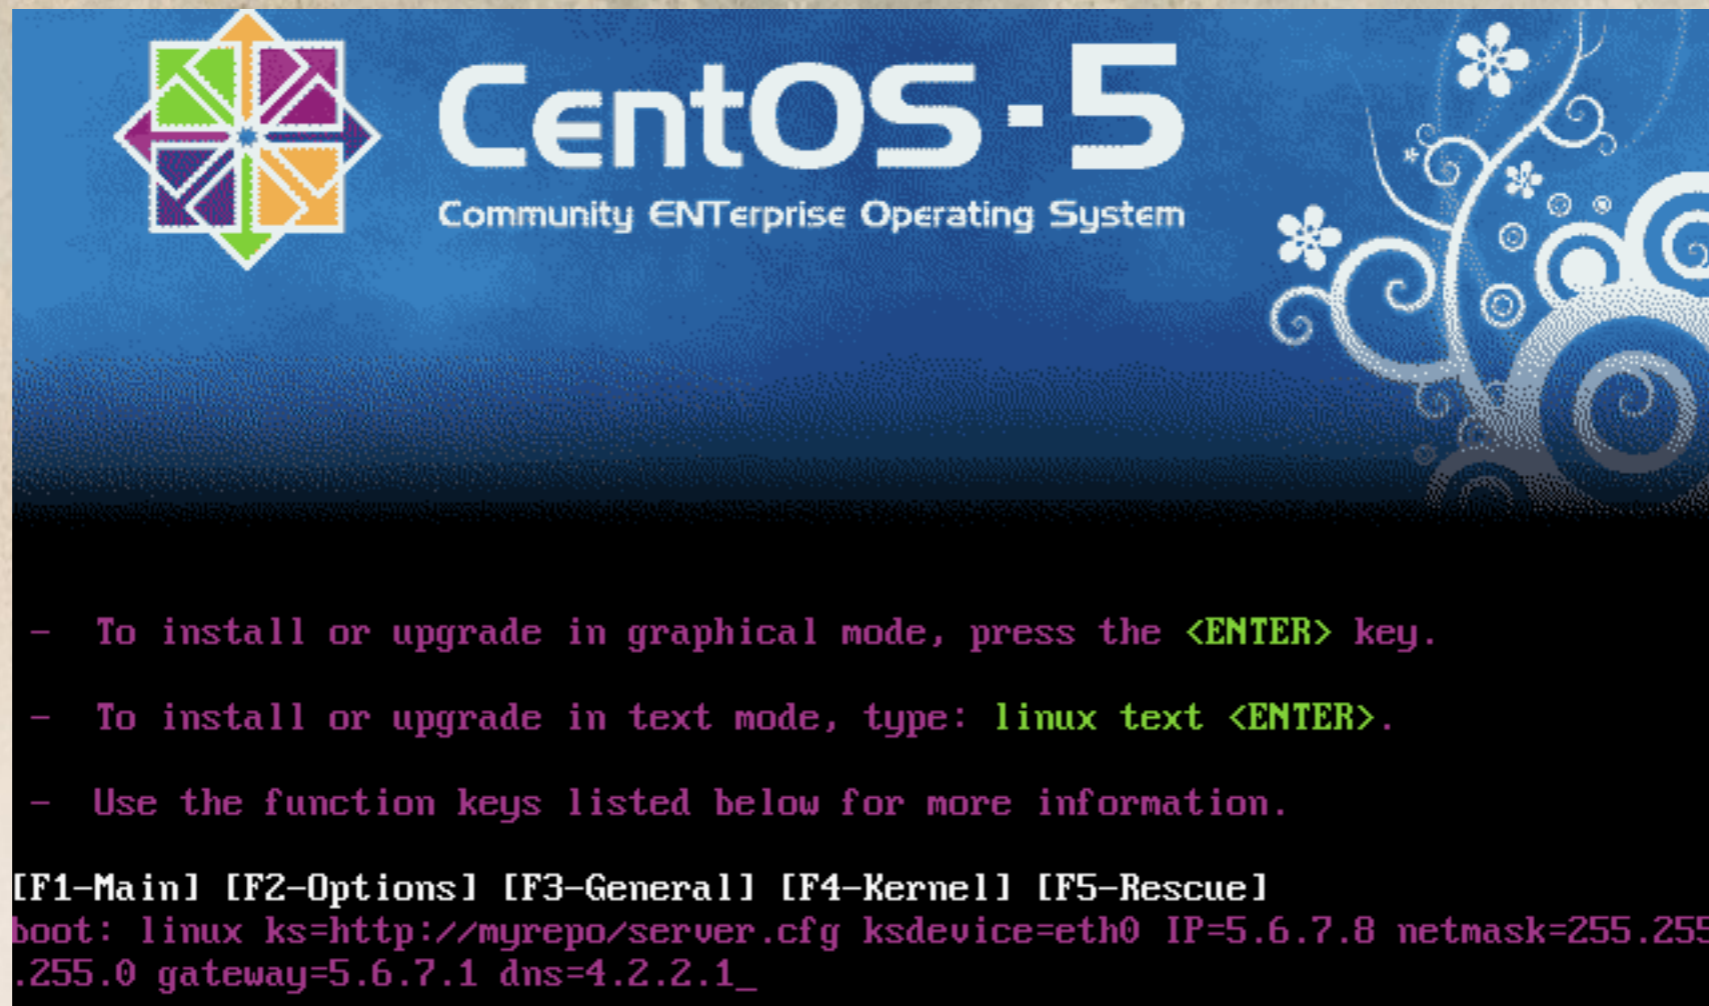 CentOS-5
Community ENTerprise Operating System
- To install or upgrade in graphical mode, press the <ENTER> key.
- To install or upgrade in text mode, type: linux text <ENTER>.
- Use the function keys listed below for more information.
[F1-Main] [F2-Options] [F3-General] [F4-Kernel] [F5-Rescue]
boot: linux ks=http://myrepo/server.cfg ksdevice=eth0 IP=5.6.7.8 netmask=255.255
.255.0 gateway=5.6.7.1 dns=4.2.2.1_